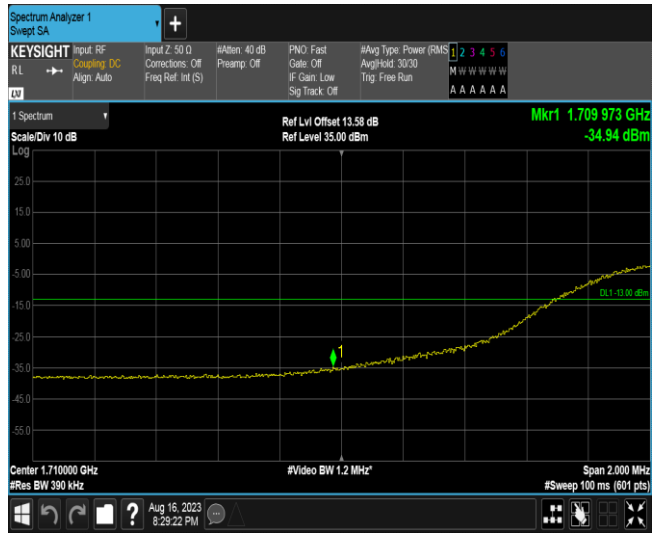 Spectrum Analyzer 1
Swept SA
+
KEYSIGHT
RL
Input: RF
Coupling: DC
Align: Auto
Input Z: 50 Ω
Corrections: Off
Freq Ref: Int (S)
#Atten: 40 dB
Preamp: Off
PNO: Fast
Gate: Off
IF Gain: Low
Sig Track: Off
#Avg Type: Power (RMS
Avg|Hold: 30/30
Trig: Free Run
1 2 3 4 5 6
M W W W W W
A A A A A A
LXI
1 Spectrum
Scale/Div 10 dB
Log
Ref Lvl Offset 13.58 dB
Ref Level 35.00 dBm
Mkr1 1.709 973 GHz
-34.94 dBm
25.0
15.0
5.00
-5.00
DL1 -13.00 dBm
-15.0
-25.0
1
-35.0
-45.0
-55.0
Center 1.710000 GHz
#Res BW 390 kHz
#Video BW 1.2 MHz*
Span 2.000 MHz
#Sweep 100 ms (601 pts)
?
Aug 16, 2023
8:29:22 PM